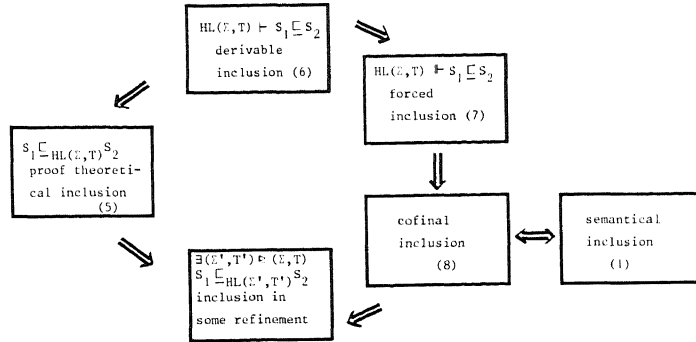 HL(Σ,T) ⊢ S₁ ⊑ S₂
derivable
inclusion (6)
HL(Σ,T) ⊩ S₁ ⊑ S₂
forced
inclusion (7)
S₁ ⊑HL(Σ,T) S₂
proof theoreti-
cal inclusion
(5)
cofinal
inclusion
(8)
semantical
inclusion
(1)
∃(Σ',T') ⊵ (Σ,T)
S₁ ⊑HL(Σ',T') S₂
inclusion in
some refinement